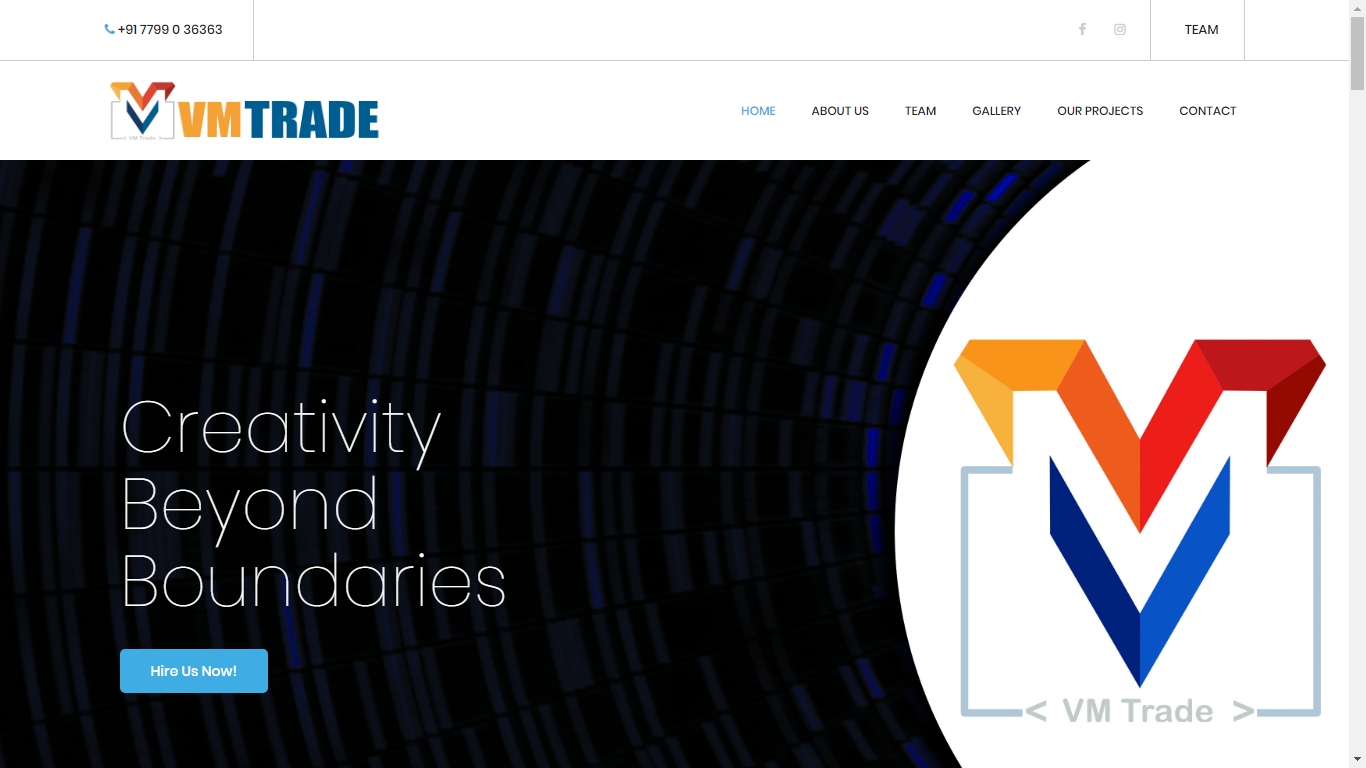 +91 7799 0 36363
TEAM
< VM Trade >
VMTRADE
HOME ABOUT US TEAM GALLERY OUR PROJECTS CONTACT
Creativity
Beyond
Boundaries
Hire Us Now!
< VM Trade >